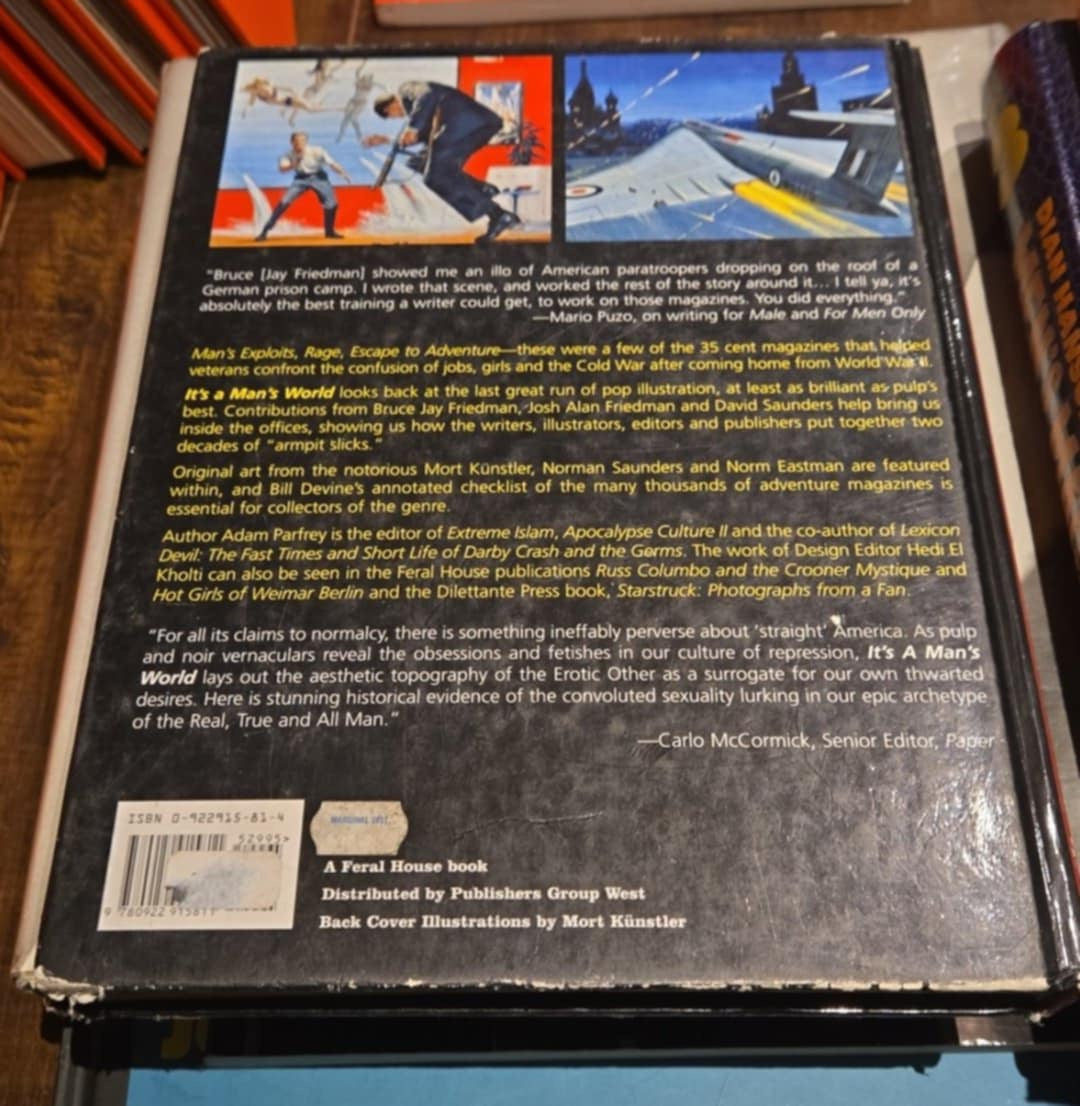 "Bruce [Jay Friedman] showed me an illo of American paratroopers dropping on the roof of a
German prison camp. I wrote that scene, and worked the rest of the story around it... I tell ya, it's
absolutely the best training a writer could get, to work on those magazines. You did everything."
—Mario Puzo, on writing for Male and For Men Only
Man's Exploits, Rage, Escape to Adventure—these were a few of the 35 cent magazines that helped
veterans confront the confusion of jobs, girls and the Cold War after coming home from World War II.
It's a Man's World looks back at the last great run of pop illustration, at least as brilliant as pulp's
best. Contributions from Bruce Jay Friedman, Josh Alan Friedman and David Saunders help bring us
inside the offices, showing us how the writers, illustrators, editors and publishers put together two
decades of "armpit slicks."
Original art from the notorious Mort Künstler, Norman Saunders and Norm Eastman are featured
within, and Bill Devine's annotated checklist of the many thousands of adventure magazines is
essential for collectors of the genre.
Author Adam Parfrey is the editor of Extreme Islam, Apocalypse Culture II and the co-author of Lexicon
Devil: The Fast Times and Short Life of Darby Crash and the Germs. The work of Design Editor Hedi El
Kholti can also be seen in the Feral House publications Russ Columbo and the Crooner Mystique and
Hot Girls of Weimar Berlin and the Dilettante Press book, Starstruck: Photographs from a Fan.
"For all its claims to normalcy, there is something ineffably perverse about 'straight' America. As pulp
and noir vernaculars reveal the obsessions and fetishes in our culture of repression, It's A Man's
World lays out the aesthetic topography of the Erotic Other as a surrogate for our own thwarted
desires. Here is stunning historical evidence of the convoluted sexuality lurking in our epic archetype
of the Real, True and All Man."
—Carlo McCormick, Senior Editor, Paper
ISBN 0-922915-81-4
52995>
9 780922 915811
A Feral House book
Distributed by Publishers Group West
Back Cover Illustrations by Mort Künstler
DIAN